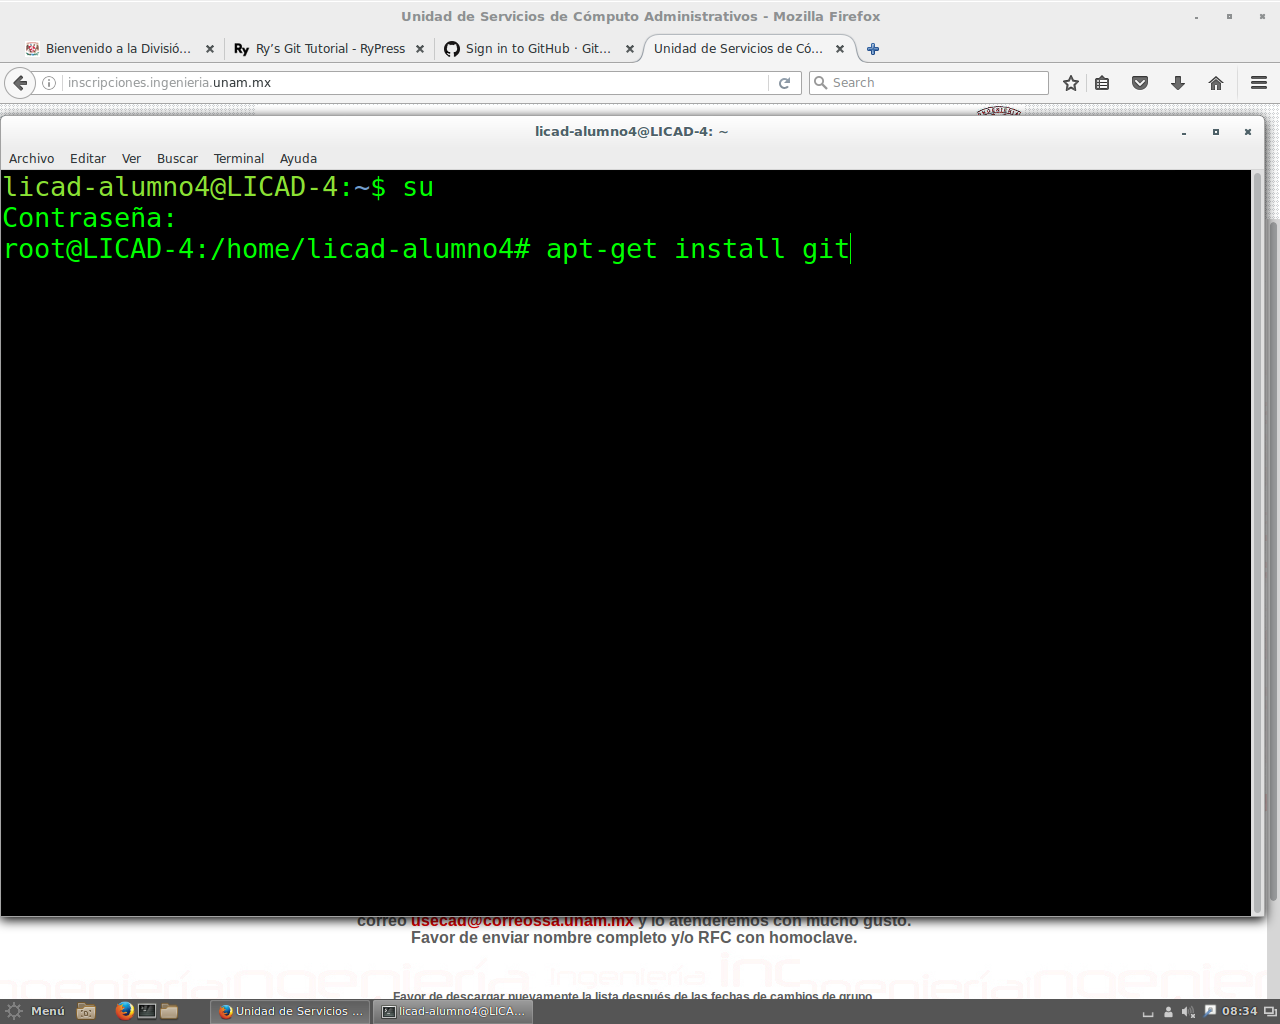 Unidad de Servicios de Cómputo Administrativos - Mozilla Firefox
Bienvenido a la Divisió... Ry's Git Tutorial - RyPress Sign in to GitHub · Git... Unidad de Servicios de Có...
Ry
inscripciones.ingenieria.unam.mx Search
licad-alumno4@LICAD-4: ~
Archivo Editar Ver Buscar Terminal Ayuda
licad-alumno4@LICAD-4:~$ su
Contraseña:
root@LICAD-4:/home/licad-alumno4# apt-get install git
correo usecad@correossa.unam.mx y lo atenderemos con mucho gusto.
Favor de enviar nombre completo y/o RFC con homoclave.
Favor de descargar nuevamente la lista después de las fechas de cambios de grupo
Menú Unidad de Servicios ... licad-alumno4@LICA... 08:34